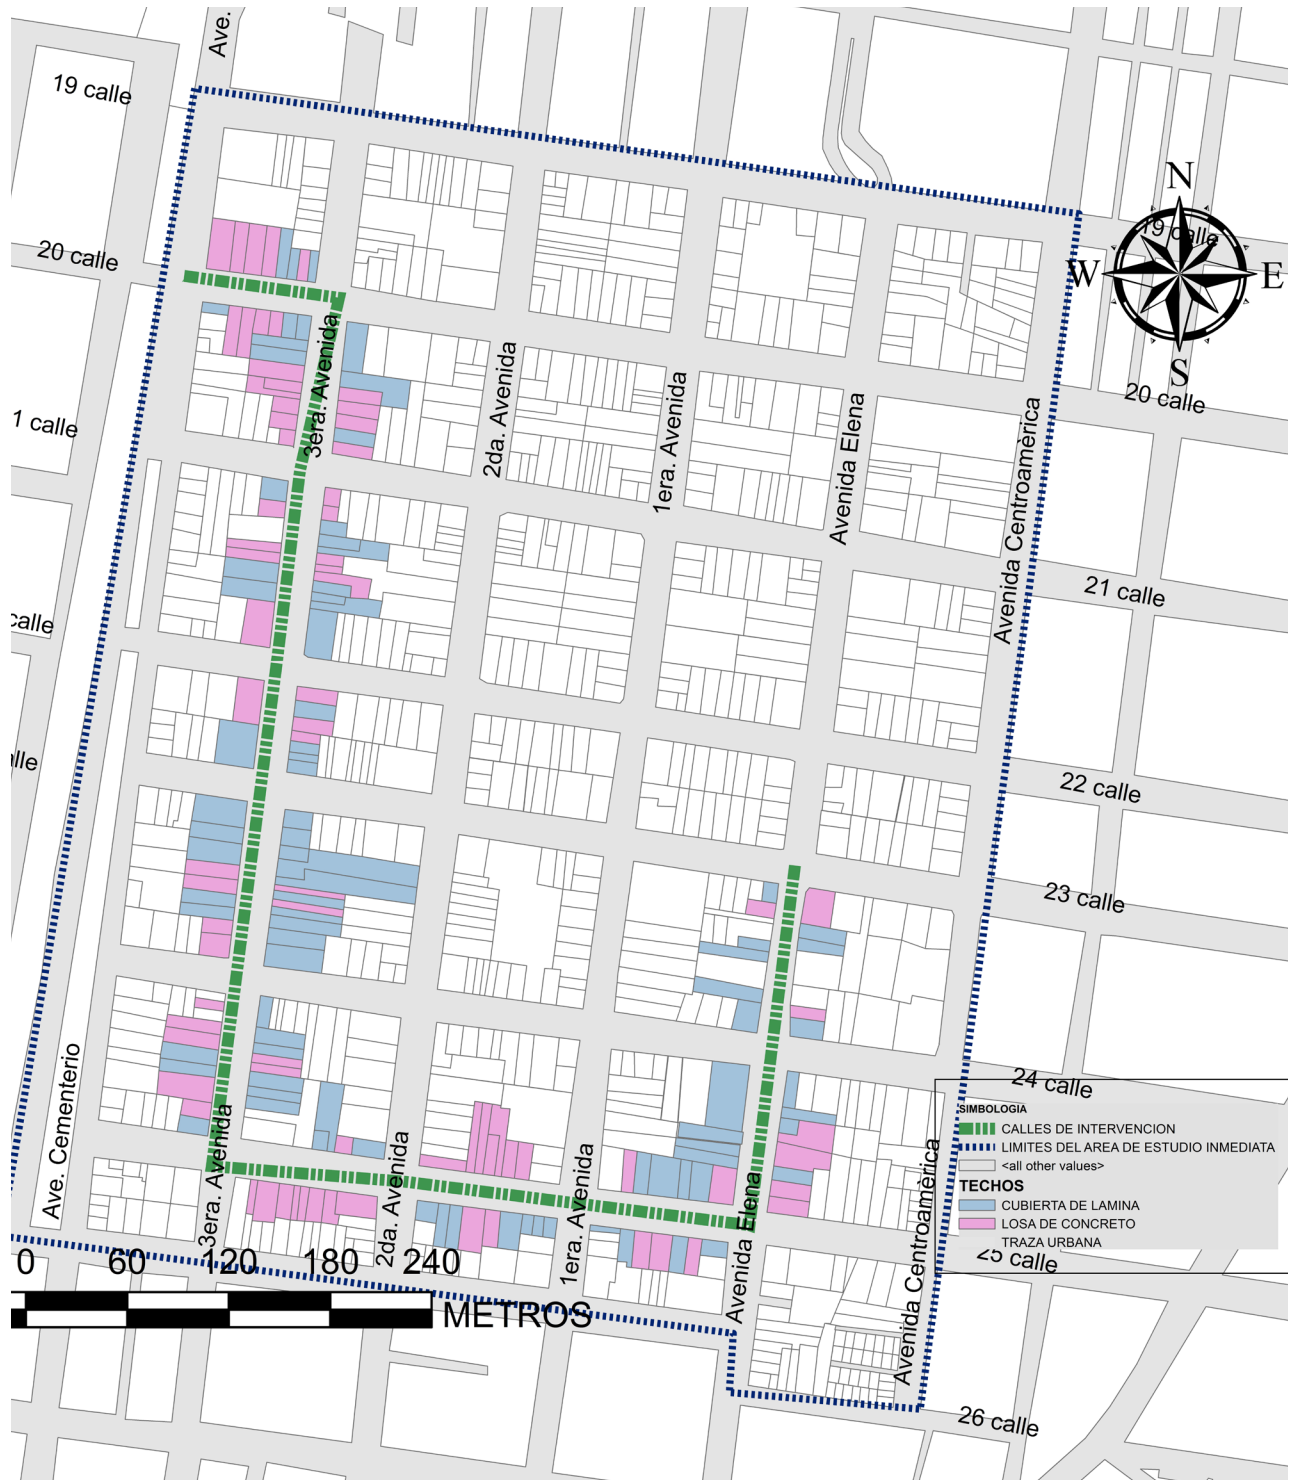 Ave.
19 calle
N
19 calle
W
E
S
20 calle
20 calle
1 calle
3era. Avenida
2da. Avenida
1era. Avenida
Avenida Elena
Avenida Centroamèrica
21 calle
calle
alle
22 calle
23 calle
24 calle
Ave. Cementerio
3era. Avenida
2da. Avenida
1era. Avenida
Avenida Elena
Avenida Centroamèrica
SIMBOLOGIA
CALLES DE INTERVENCION
LIMITES DEL AREA DE ESTUDIO INMEDIATA
<all other values>
TECHOS
CUBIERTA DE LAMINA
LOSA DE CONCRETO
TRAZA URBANA
25 calle
0 60 120 180 240
METROS
26 calle